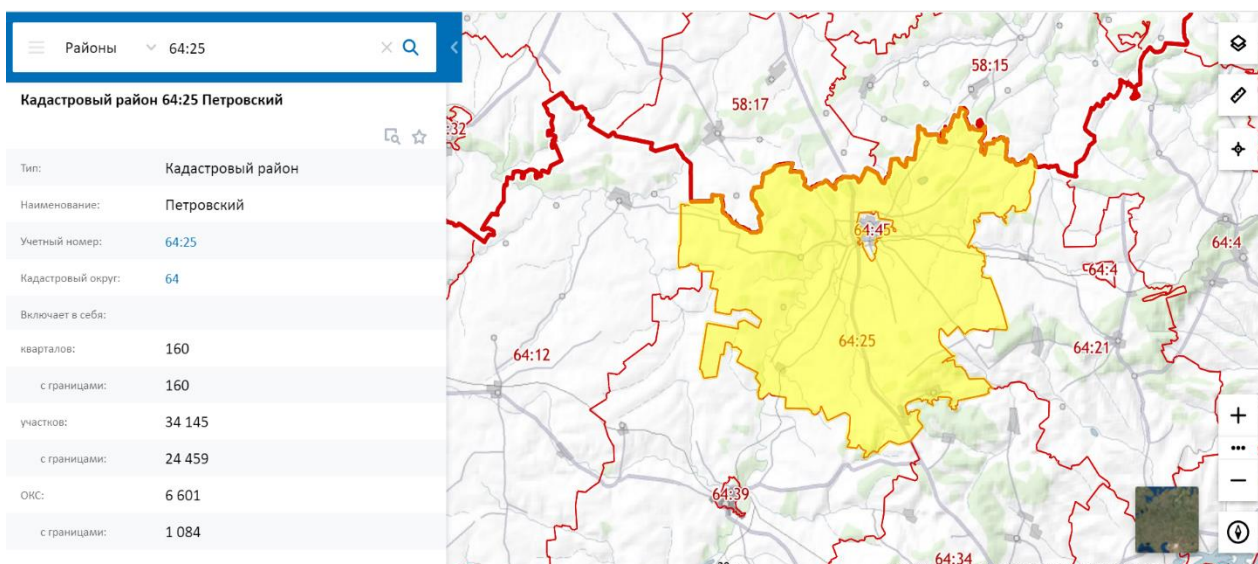 Районы 64:25
Кадастровый район 64:25 Петровский
Тип: Кадастровый район
Наименование: Петровский
Учетный номер: 64:25
Кадастровый округ: 64
Включает в себя:
кварталов: 160
с границами: 160
участков: 34 145
с границами: 24 459
ОКС: 6 601
с границами: 1 084
58:15
58:17
:32
64:45
64:4
64:4
64:25
64:21
64:12
64:39
64:34